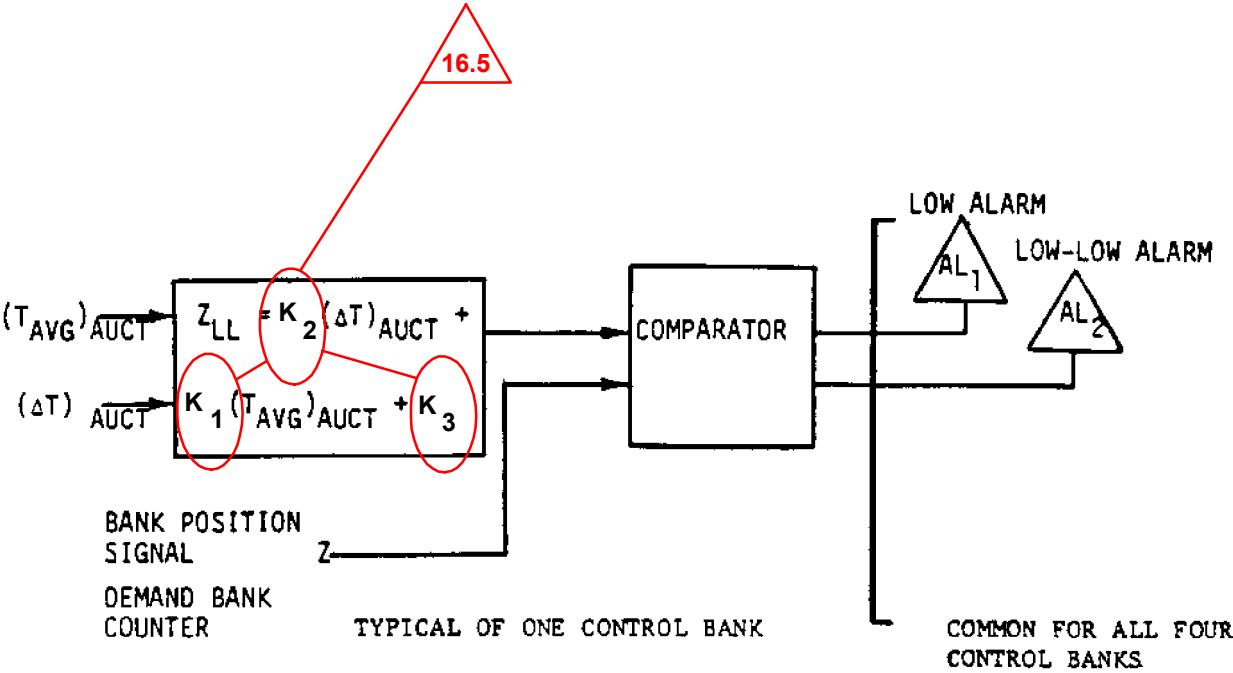 16.5
LOW ALARM
AL1
LOW-LOW ALARM
AL2
(TAVG)AUCT
ZLL = K2 (ΔT)AUCT +
COMPARATOR
(ΔT) AUCT
K1 (TAVG)AUCT + K3
BANK POSITION
SIGNAL Z
DEMAND BANK
COUNTER
TYPICAL OF ONE CONTROL BANK
COMMON FOR ALL FOUR
CONTROL BANKS